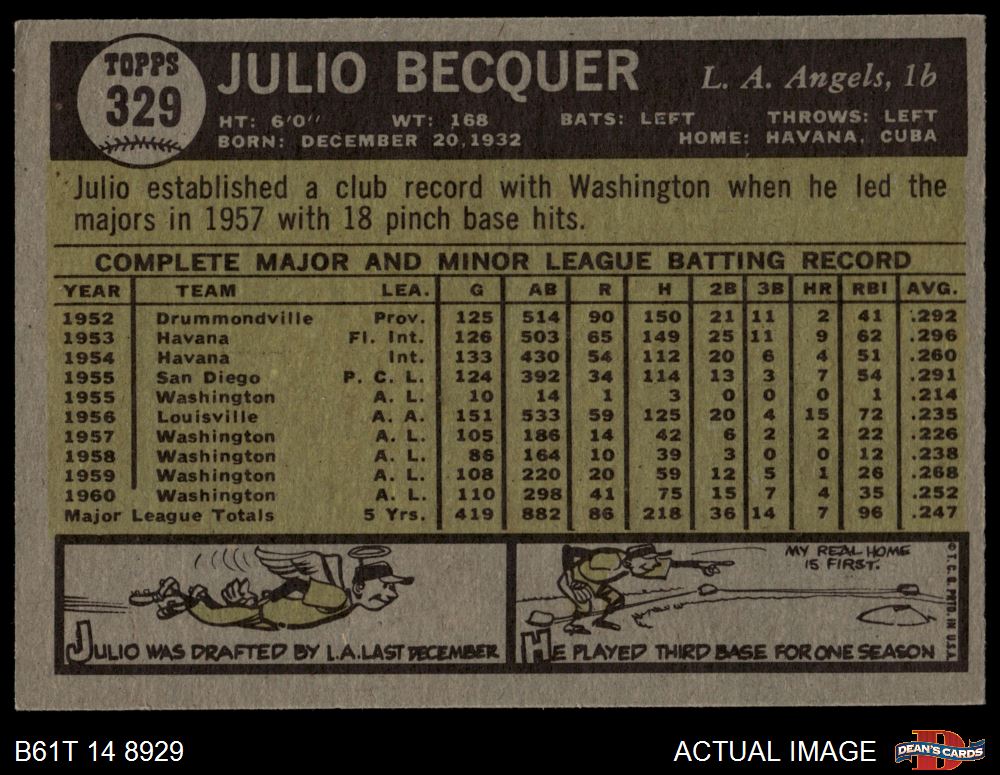 TOPPS
329
JULIO BECQUER
L. A. Angels, 1b
HT: 6'0" WT: 168 BATS: LEFT THROWS: LEFT
BORN: DECEMBER 20, 1932 HOME: HAVANA, CUBA
Julio established a club record with Washington when he led the
majors in 1957 with 18 pinch base hits.
COMPLETE MAJOR AND MINOR LEAGUE BATTING RECORD
YEAR TEAM LEA. G AB R H 2B 3B HR RBI AVG.
1952 Drummondville Prov. 125 514 90 150 21 11 2 41 .292
1953 Havana Fl. Int. 126 503 65 149 25 11 9 62 .296
1954 Havana Int. 133 430 54 112 20 6 4 51 .260
1955 San Diego P. C. L. 124 392 34 114 13 3 7 54 .291
1955 Washington A. L. 10 14 1 3 0 0 0 1 .214
1956 Louisville A. A. 151 533 59 125 20 4 15 72 .235
1957 Washington A. L. 105 186 14 42 6 2 2 22 .226
1958 Washington A. L. 86 164 10 39 3 0 0 12 .238
1959 Washington A. L. 108 220 20 59 12 5 1 26 .268
1960 Washington A. L. 110 298 41 75 15 7 4 35 .252
Major League Totals 5 Yrs. 419 882 86 218 36 14 7 96 .247
JULIO WAS DRAFTED BY L.A. LAST DECEMBER
MY REAL HOME
IS FIRST.
HE PLAYED THIRD BASE FOR ONE SEASON
© T. C. G. PRTD. IN U.S.A.
B61T 14 8929
ACTUAL IMAGE
D
DEAN'S CARDS